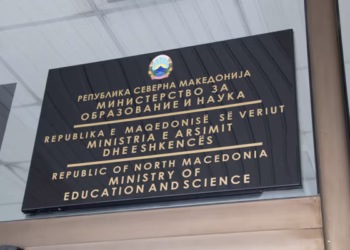 РЕПУБЛИКА СЕВЕРНА МАКЕДОНИЈА
МИНИСТЕРСТВО ЗА
ОБРАЗОВАНИЕ И НАУКА
REPUBLIKA E MAQEDONISË SË VERIUT
MINISTRIA E ARSIMIT
DHE ESHKENCËS
REPUBLIC OF NORTH MACEDONIA
MINISTRY OF
EDUCATION AND SCIENCE